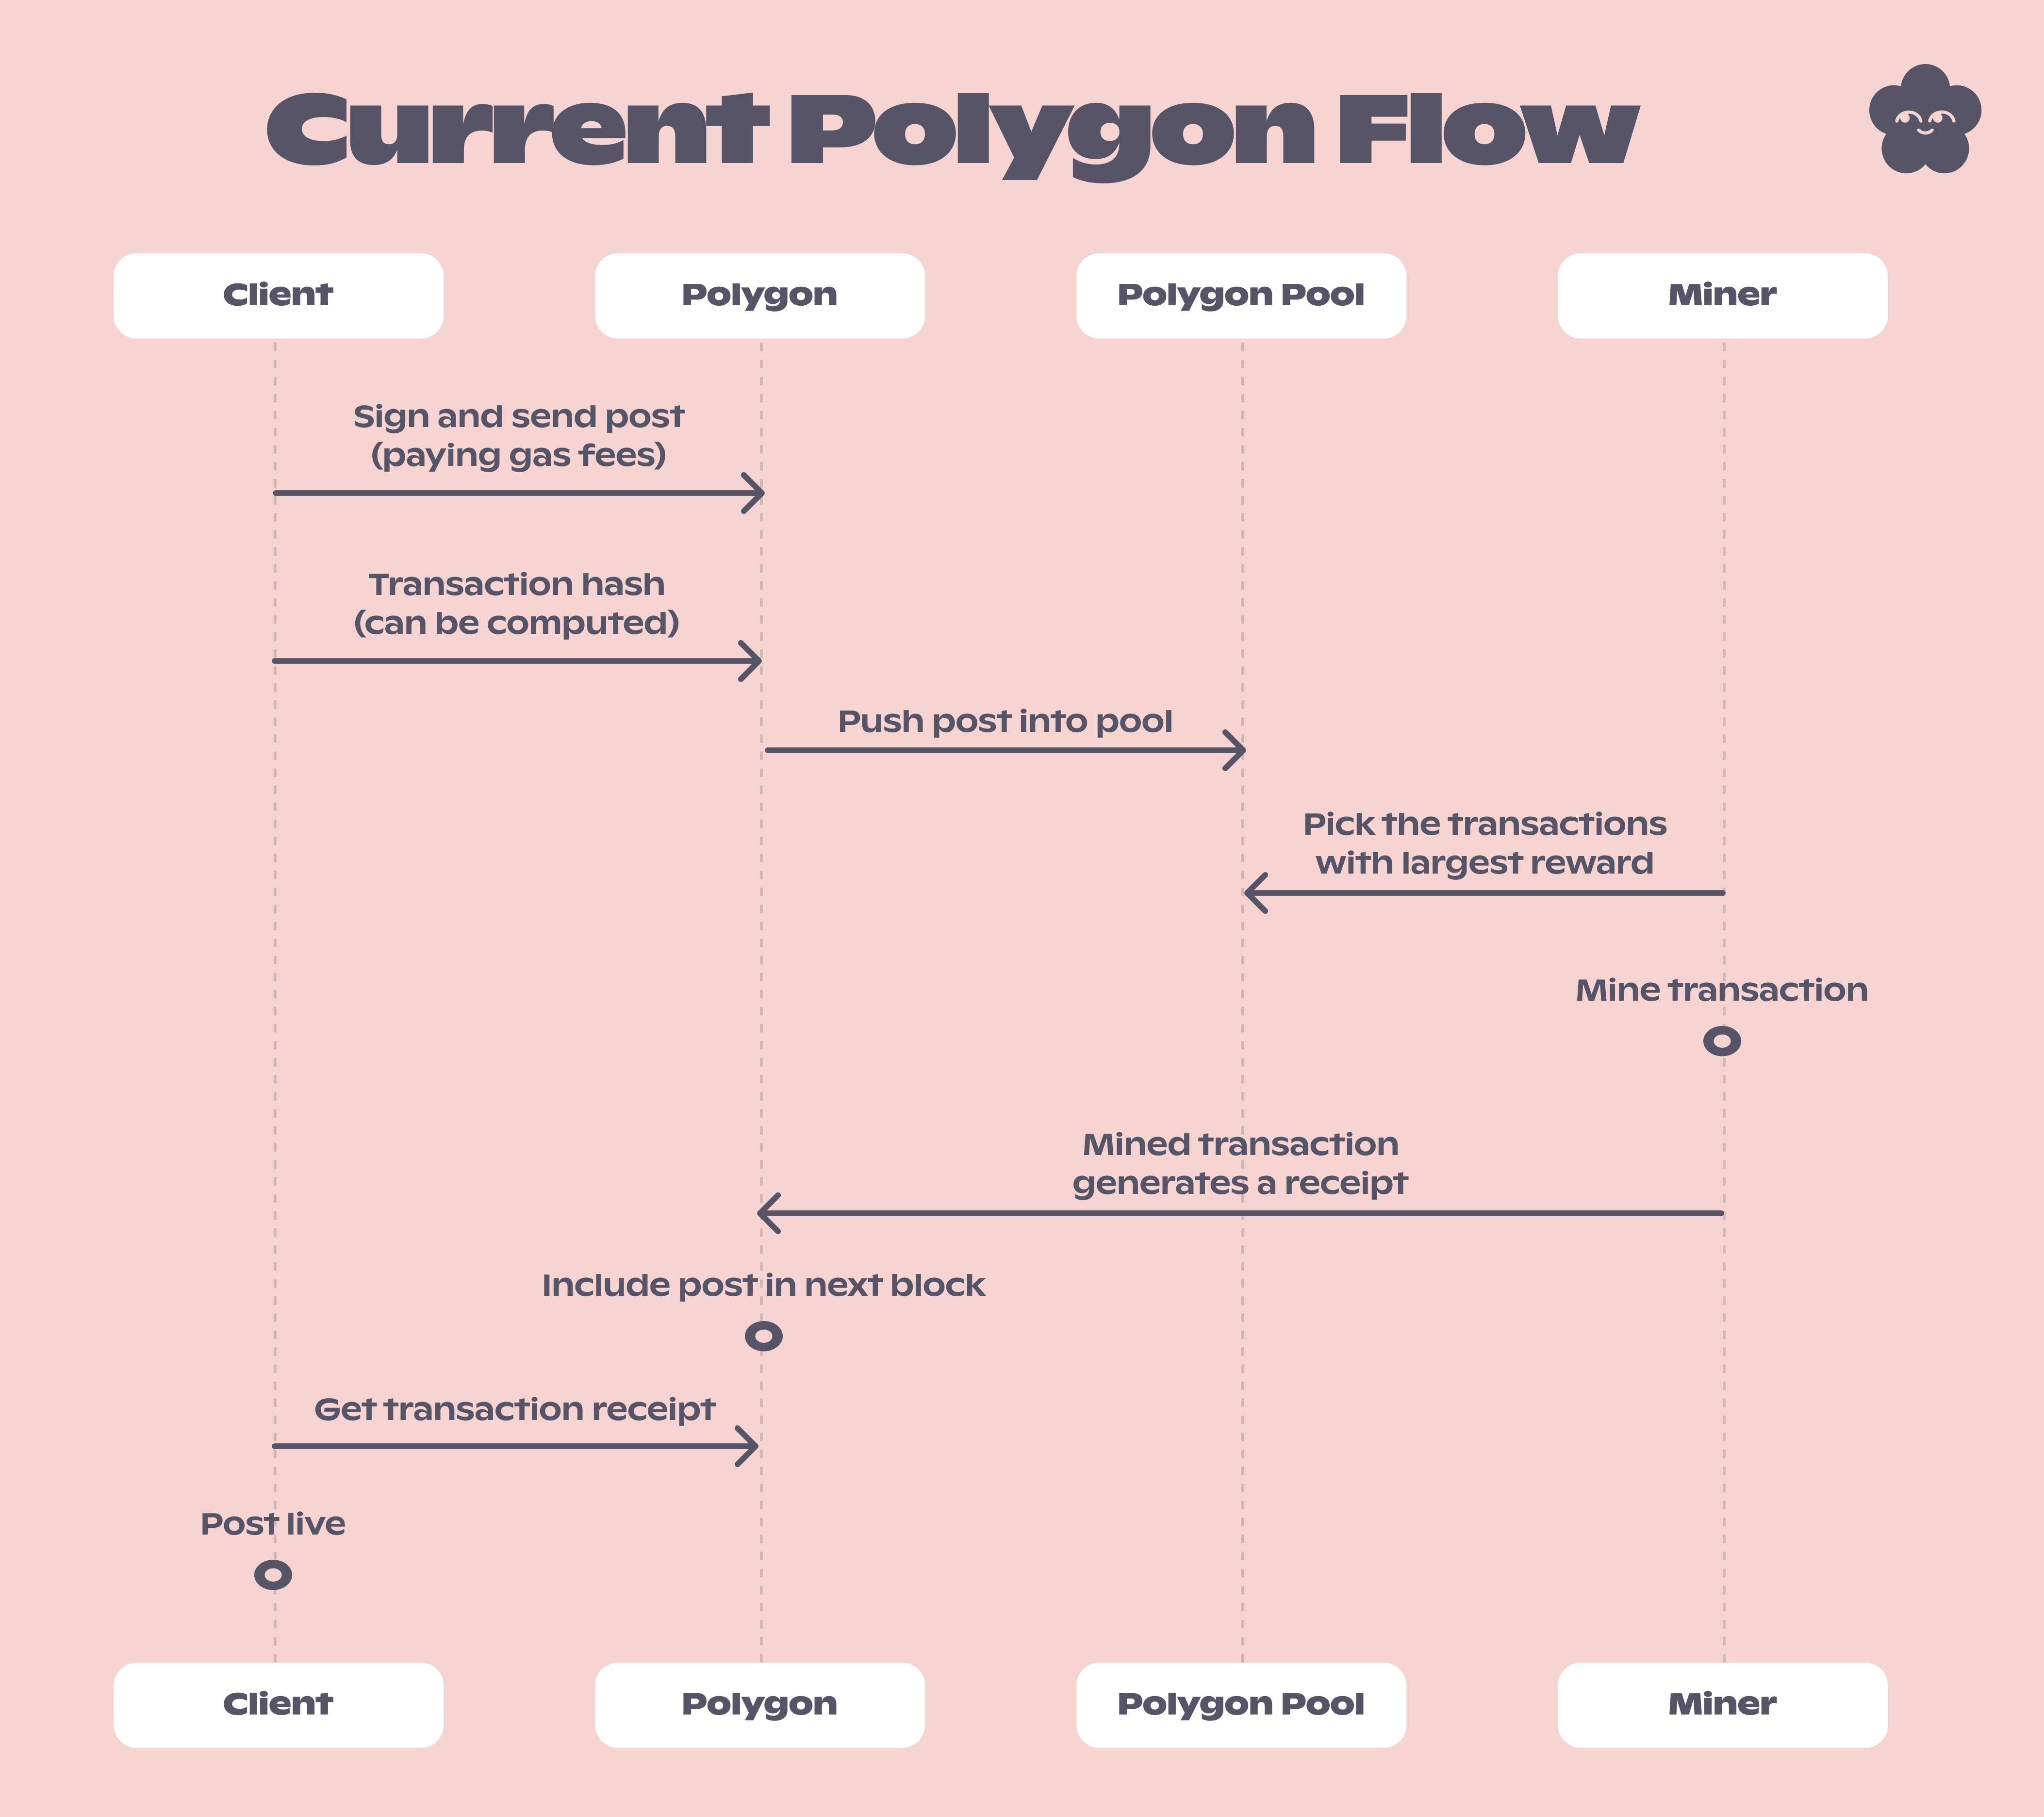 Current Polygon Flow
Client
Polygon
Polygon Pool
Miner
Sign and send post
(paying gas fees)
Transaction hash
(can be computed)
Push post into pool
Pick the transactions
with largest reward
Mine transaction
Mined transaction
generates a receipt
Include post in next block
Get transaction receipt
Post live
Client
Polygon
Polygon Pool
Miner